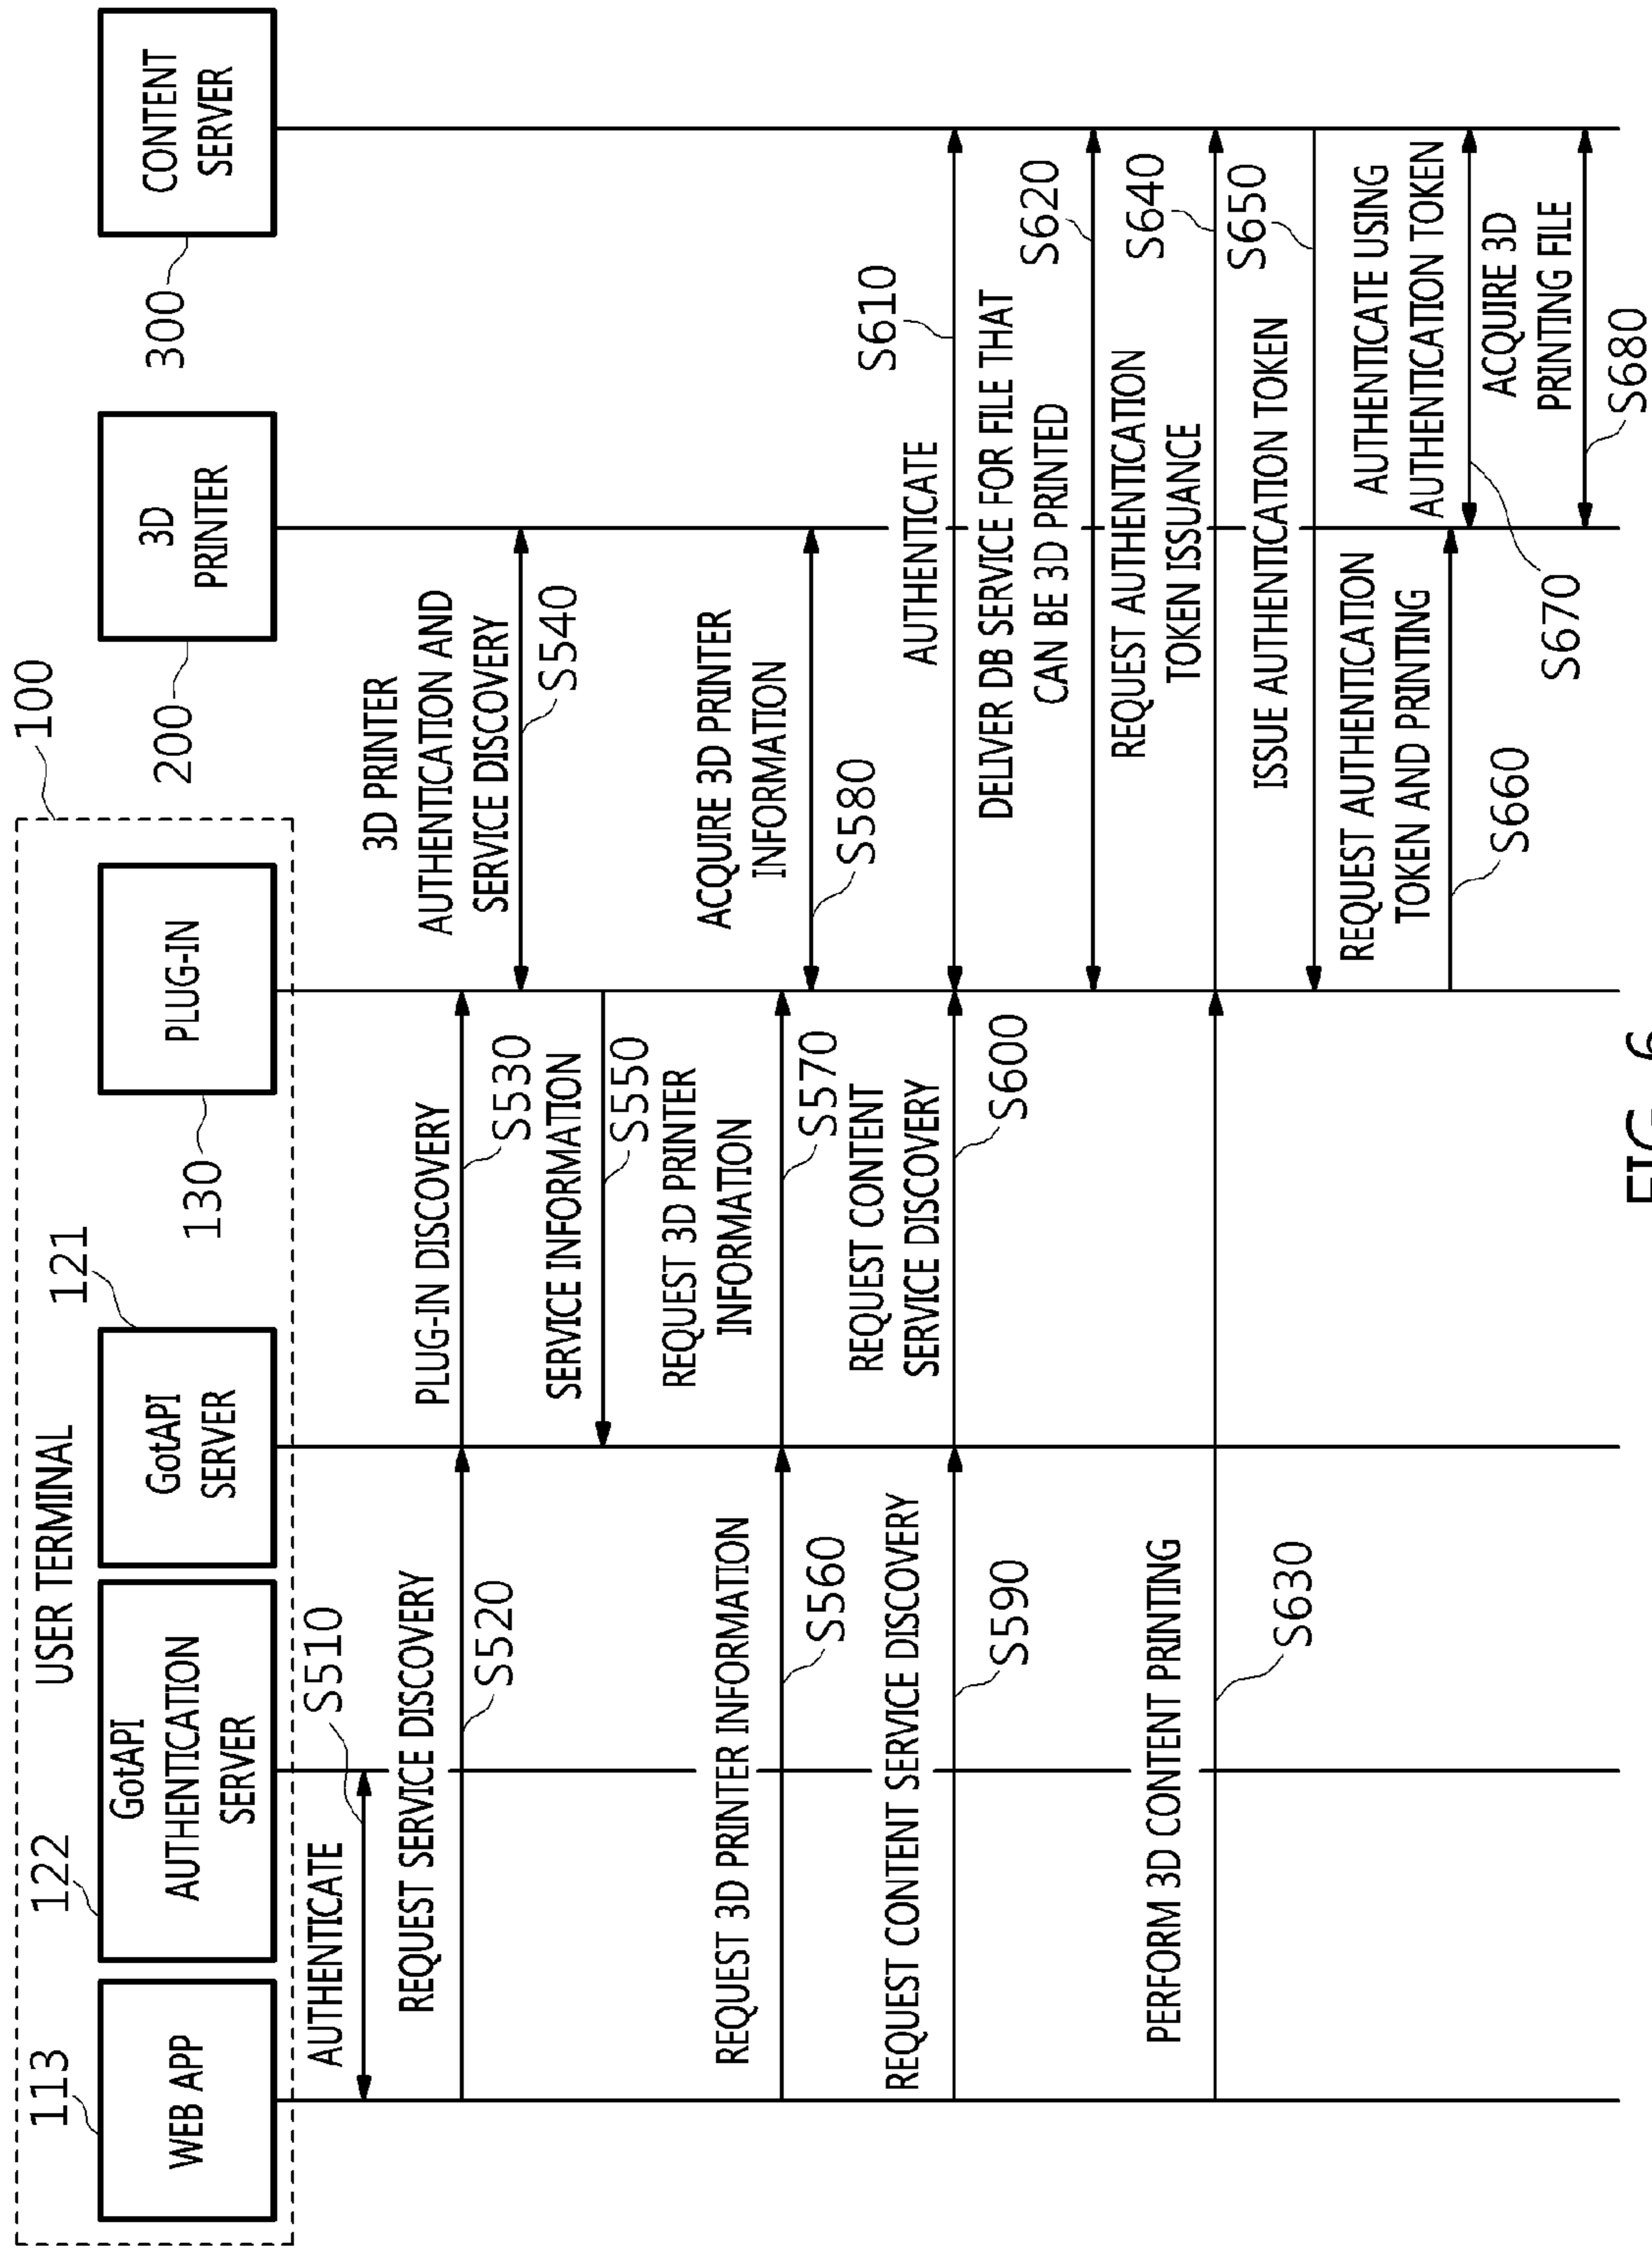 USER TERMINAL
100
113
122
121
130
200
300
WEB APP
GotAPI
AUTHENTICATION
SERVER
GotAPI
SERVER
PLUG-IN
3D
PRINTER
CONTENT
SERVER
AUTHENTICATE
S510
REQUEST SERVICE DISCOVERY
S520
PLUG-IN DISCOVERY
S530
3D PRINTER
AUTHENTICATION AND
SERVICE DISCOVERY
S540
SERVICE INFORMATION
S550
REQUEST 3D PRINTER INFORMATION
S560
REQUEST 3D PRINTER
INFORMATION
S570
ACQUIRE 3D PRINTER
INFORMATION
S580
REQUEST CONTENT SERVICE DISCOVERY
S590
REQUEST CONTENT
SERVICE DISCOVERY
S600
AUTHENTICATE
S610
DELIVER DB SERVICE FOR FILE THAT
CAN BE 3D PRINTED
S620
PERFORM 3D CONTENT PRINTING
S630
REQUEST AUTHENTICATION
TOKEN ISSUANCE
S640
ISSUE AUTHENTICATION TOKEN
S650
REQUEST AUTHENTICATION
TOKEN AND PRINTING
S660
AUTHENTICATE USING
AUTHENTICATION TOKEN
S670
ACQUIRE 3D
PRINTING FILE
S680
FIG. 6